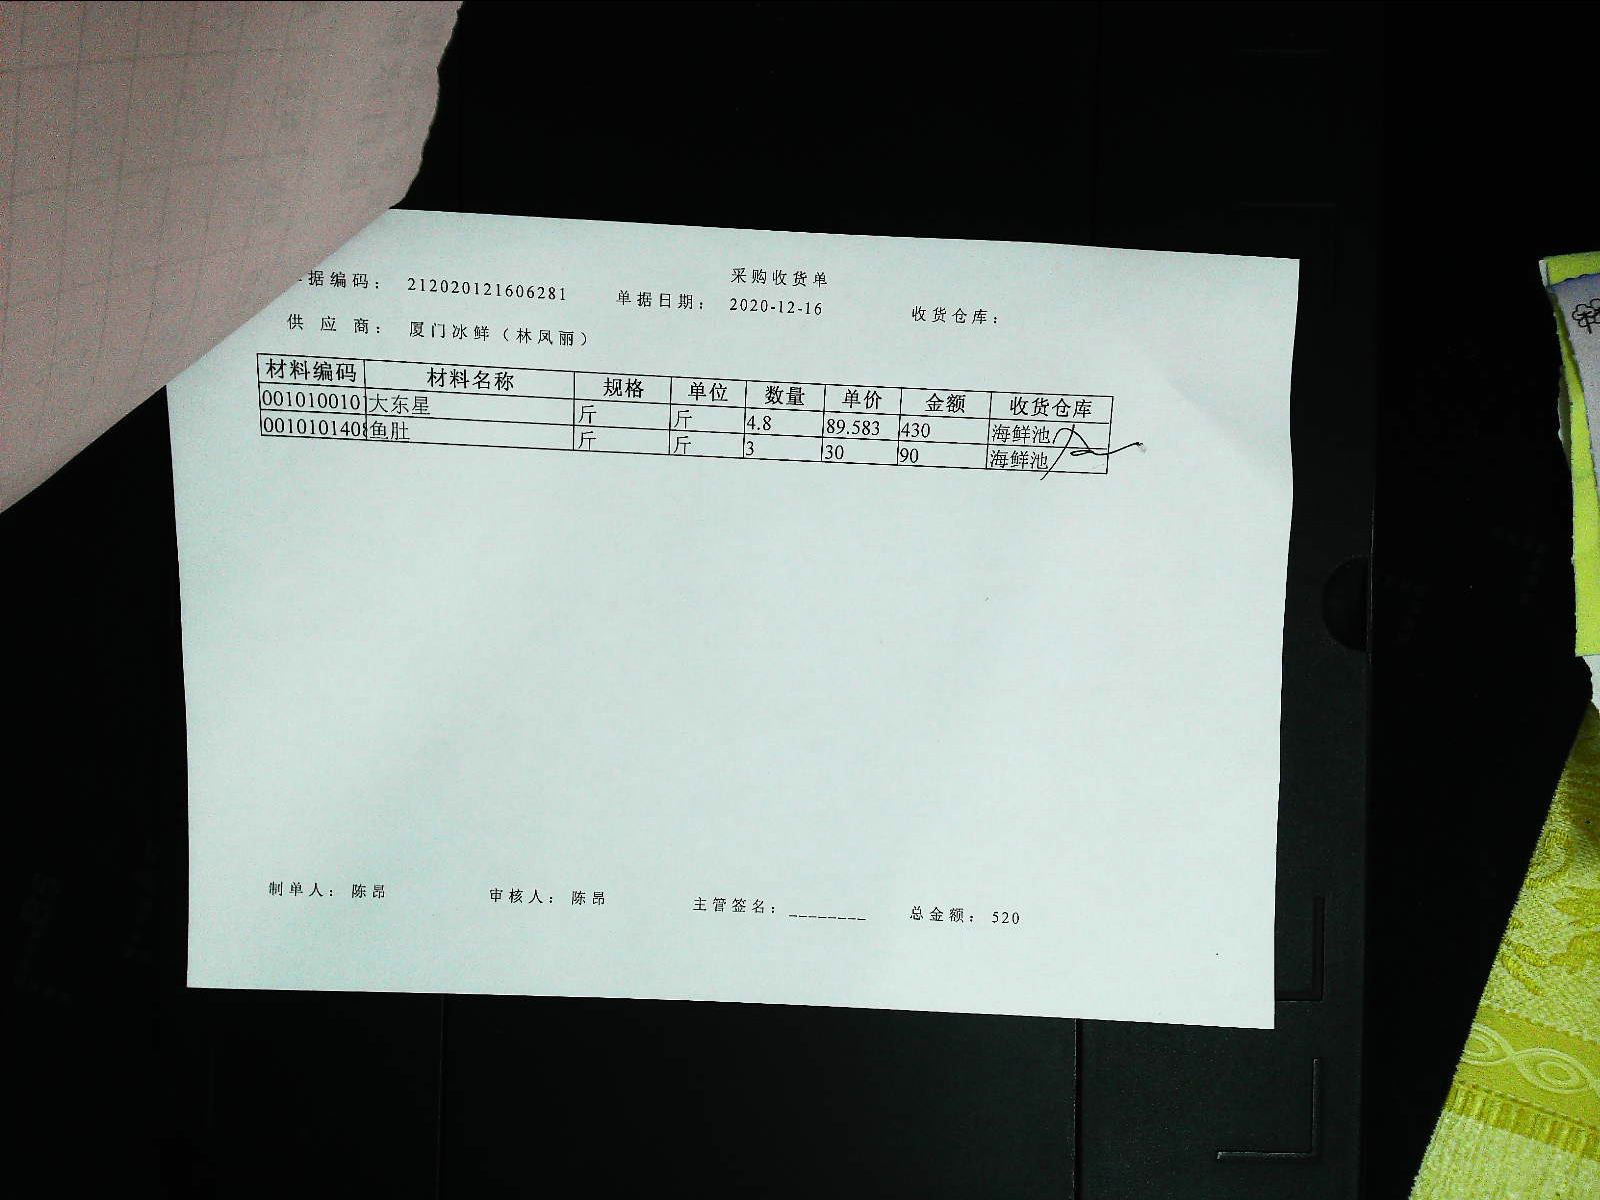 采购收货单
据编码： 212020121606281 单据日期： 2020-12-16 收货仓库：
供 应 商： 厦门冰鲜（林凤丽）
材料编码 材料名称 规格 单位 数量 单价 金额 收货仓库
001010010 大东星 斤 斤 4.8 89.583 430 海鲜池
001010140 鱼肚 斤 斤 3 30 90 海鲜池
制单人： 陈昂 审核人： 陈昂 主管签名：________ 总金额： 520